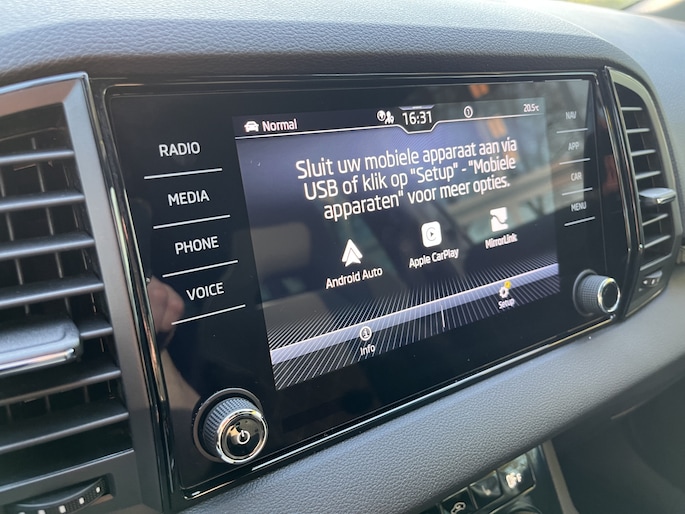 Normal
16:31
20.5°C
RADIO
MEDIA
PHONE
VOICE
Sluit uw mobiele apparaat aan via
USB of klik op "Setup" - "Mobiele
apparaten" voor meer opties.
Android Auto
Apple CarPlay
MirrorLink
Info
Setup
NAV
APP
CAR
MENU